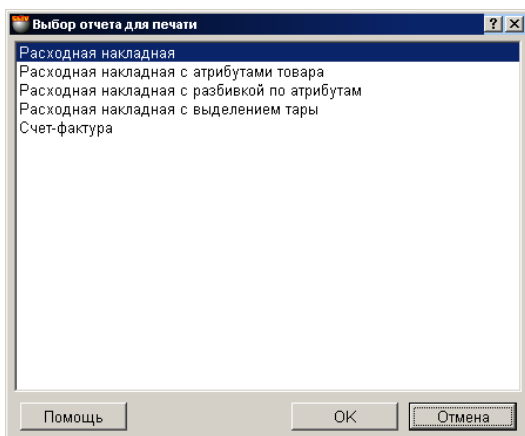 Выбор отчета для печати
Расходная накладная
Расходная накладная с атрибутами товара
Расходная накладная с разбивкой по атрибутам
Расходная накладная с выделением тары
Счет-фактура
Помощь OK Отмена